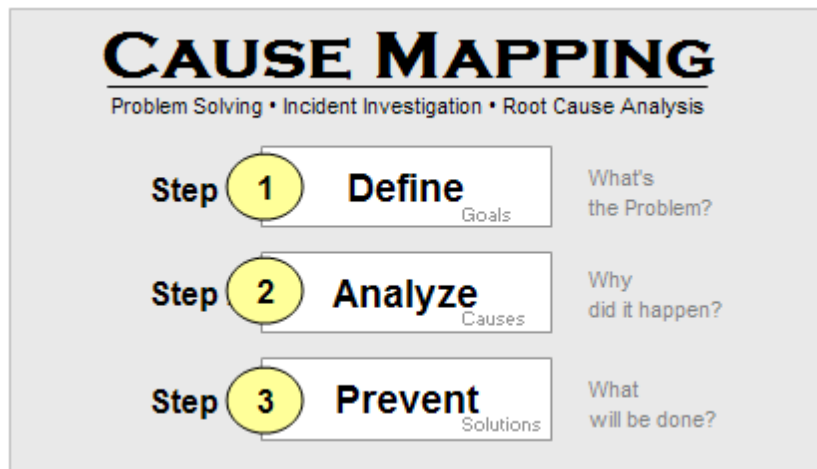 CAUSE MAPPING
Problem Solving • Incident Investigation • Root Cause Analysis
Step 1 Define
Goals
What's
the Problem?
Step 2 Analyze
Causes
Why
did it happen?
Step 3 Prevent
Solutions
What
will be done?